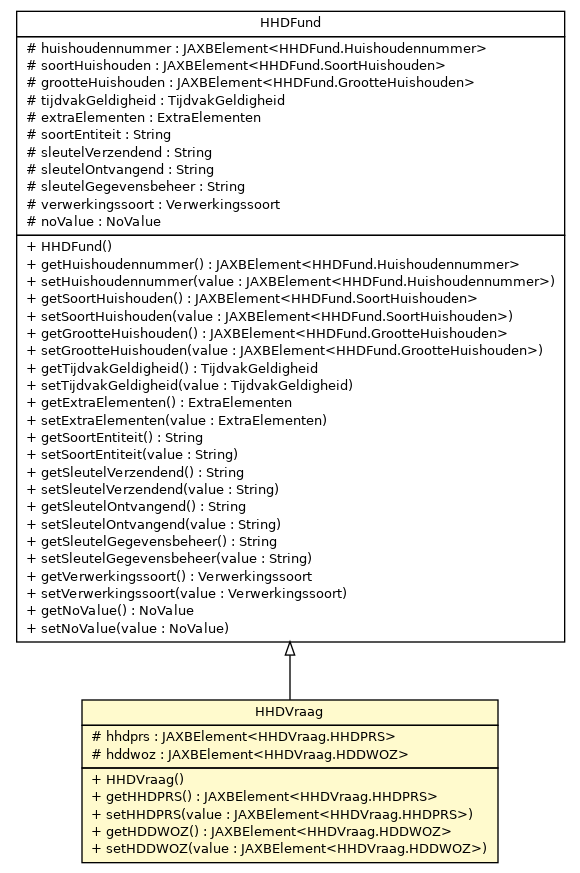 HHDFund
# huishoudennummer : JAXBElement<HHDFund.Huishoudennummer>
# soortHuishouden : JAXBElement<HHDFund.SoortHuishouden>
# grootteHuishouden : JAXBElement<HHDFund.GrootteHuishouden>
# tijdvakGeldigheid : TijdvakGeldigheid
# extraElementen : ExtraElementen
# soortEntiteit : String
# sleutelVerzendend : String
# sleutelOntvangend : String
# sleutelGegevensbeheer : String
# verwerkingssoort : Verwerkingssoort
# noValue : NoValue
+ HHDFund()
+ getHuishoudennummer() : JAXBElement<HHDFund.Huishoudennummer>
+ setHuishoudennummer(value : JAXBElement<HHDFund.Huishoudennummer>)
+ getSoortHuishouden() : JAXBElement<HHDFund.SoortHuishouden>
+ setSoortHuishouden(value : JAXBElement<HHDFund.SoortHuishouden>)
+ getGrootteHuishouden() : JAXBElement<HHDFund.GrootteHuishouden>
+ setGrootteHuishouden(value : JAXBElement<HHDFund.GrootteHuishouden>)
+ getTijdvakGeldigheid() : TijdvakGeldigheid
+ setTijdvakGeldigheid(value : TijdvakGeldigheid)
+ getExtraElementen() : ExtraElementen
+ setExtraElementen(value : ExtraElementen)
+ getSoortEntiteit() : String
+ setSoortEntiteit(value : String)
+ getSleutelVerzendend() : String
+ setSleutelVerzendend(value : String)
+ getSleutelOntvangend() : String
+ setSleutelOntvangend(value : String)
+ getSleutelGegevensbeheer() : String
+ setSleutelGegevensbeheer(value : String)
+ getVerwerkingssoort() : Verwerkingssoort
+ setVerwerkingssoort(value : Verwerkingssoort)
+ getNoValue() : NoValue
+ setNoValue(value : NoValue)
HHDVraag
# hhdprs : JAXBElement<HHDVraag.HHDPRS>
# hddwoz : JAXBElement<HHDVraag.HDDWOZ>
+ HHDVraag()
+ getHHDPRS() : JAXBElement<HHDVraag.HHDPRS>
+ setHHDPRS(value : JAXBElement<HHDVraag.HHDPRS>)
+ getHDDWOZ() : JAXBElement<HHDVraag.HDDWOZ>
+ setHDDWOZ(value : JAXBElement<HHDVraag.HDDWOZ>)